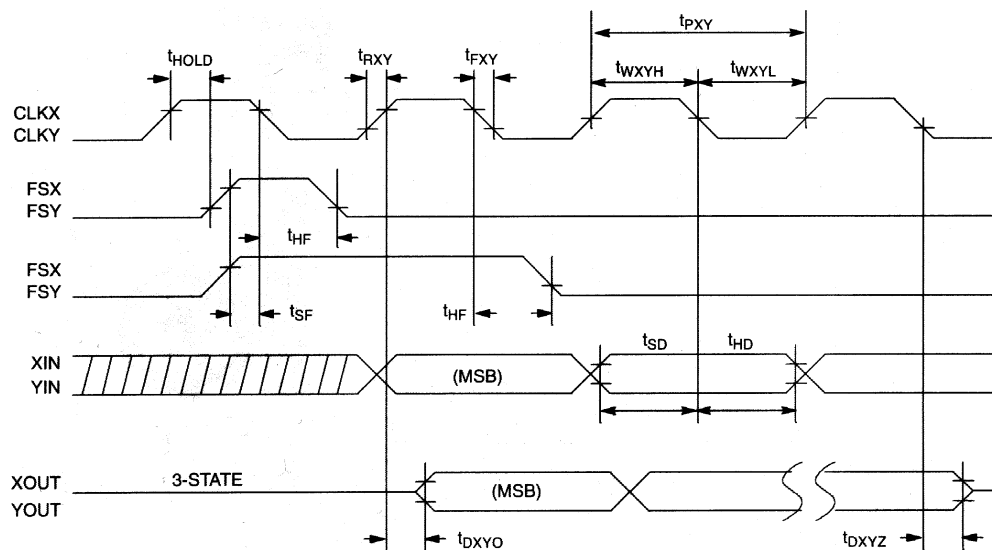 tPXY
tHOLD
tRXY
tFXY
tWXYH
tWXYL
CLKX
CLKY
FSX
FSY
tHF
FSX
FSY
tSF
tHF
XIN
YIN
(MSB)
tSD
tHD
XOUT
YOUT
3-STATE
(MSB)
tDXYO
tDXYZ